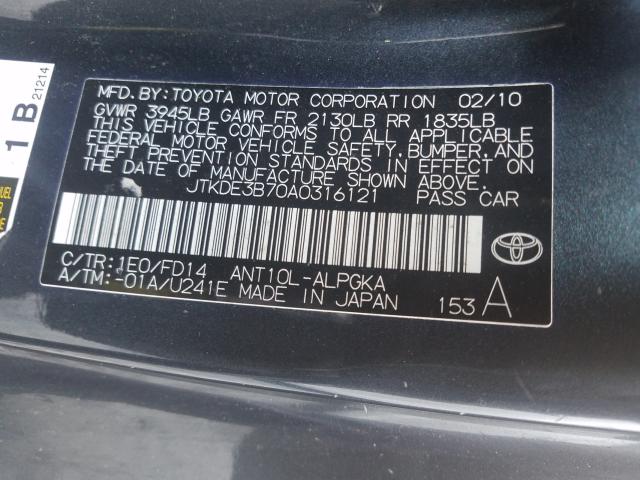 MFD. BY: TOYOTA MOTOR CORPORATION 02/10
GVWR 3945LB GAWR FR 2130LB RR 1835LB
THIS VEHICLE CONFORMS TO ALL APPLICABLE
FEDERAL MOTOR VEHICLE SAFETY, BUMPER, AND
THEFT PREVENTION STANDARDS IN EFFECT ON
THE DATE OF MANUFACTURE SHOWN ABOVE.
JTKDE3B70A0316121 PASS CAR
C/TR: 1E0/FD14 ANT10L-ALPGKA
A/TM: -01A/U241E MADE IN JAPAN 153 A
1 B
21214